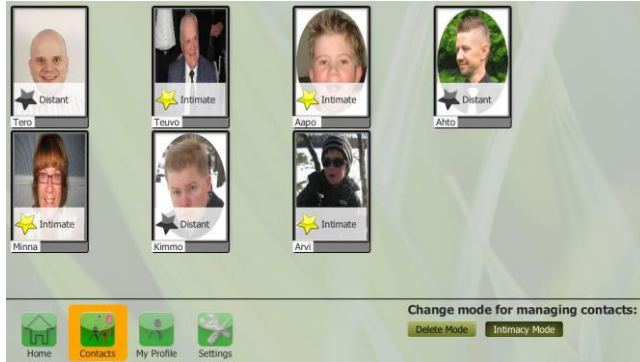 Distant
Intimate
Intimate
Distant
Tero
Teuvo
Aapo
Ahto
Intimate
Distant
Intimate
Minna
Kimmo
Arvi
Change mode for managing contacts:
Delete Mode
Intimacy Mode
Home
Contacts
My Profile
Settings